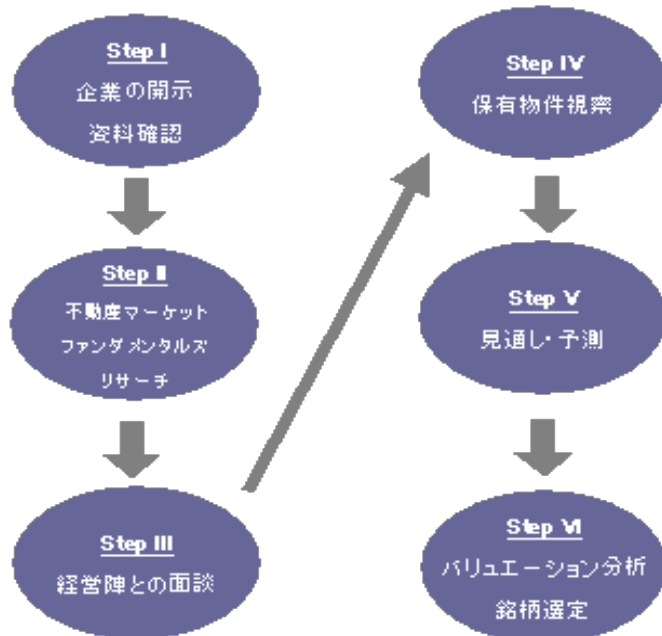 Step I
企業の開示
資料確認
Step II
不動産マーケット
ファンダメンタルズ
リサーチ
Step III
経営陣との面談
Step IV
保有物件視察
Step V
見通し・予測
Step VI
バリュエーション分析
銘柄選定